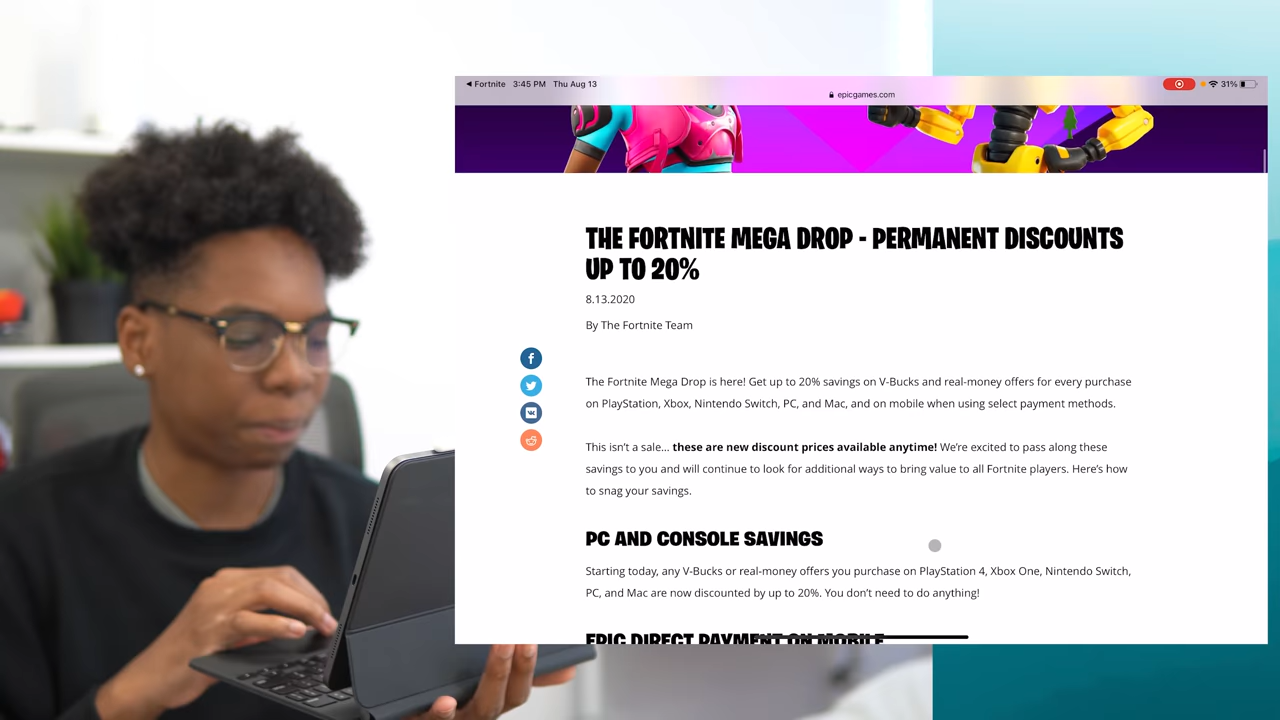 ◀ Fortnite 3:45 PM Thu Aug 13
31%
epicgames.com
THE FORTNITE MEGA DROP - PERMANENT DISCOUNTS
UP TO 20%
8.13.2020
By The Fortnite Team
The Fortnite Mega Drop is here! Get up to 20% savings on V-Bucks and real-money offers for every purchase
on PlayStation, Xbox, Nintendo Switch, PC, and Mac, and on mobile when using select payment methods.
This isn't a sale... these are new discount prices available anytime! We're excited to pass along these
savings to you and will continue to look for additional ways to bring value to all Fortnite players. Here's how
to snag your savings.
PC AND CONSOLE SAVINGS
Starting today, any V-Bucks or real-money offers you purchase on PlayStation 4, Xbox One, Nintendo Switch,
PC, and Mac are now discounted by up to 20%. You don't need to do anything!
EPIC DIRECT PAYMENT ON MOBILE